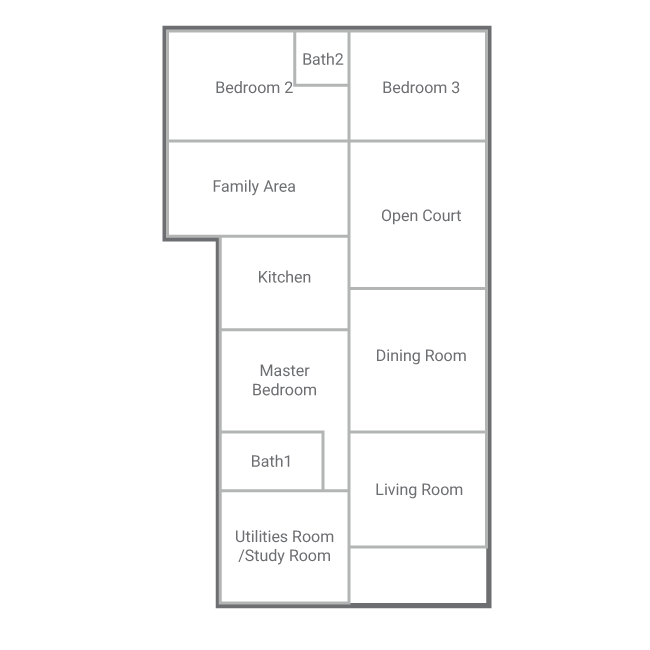 Bath2
Bedroom 2
Bedroom 3
Family Area
Open Court
Kitchen
Dining Room
Master
Bedroom
Bath1
Living Room
Utilities Room
/Study Room